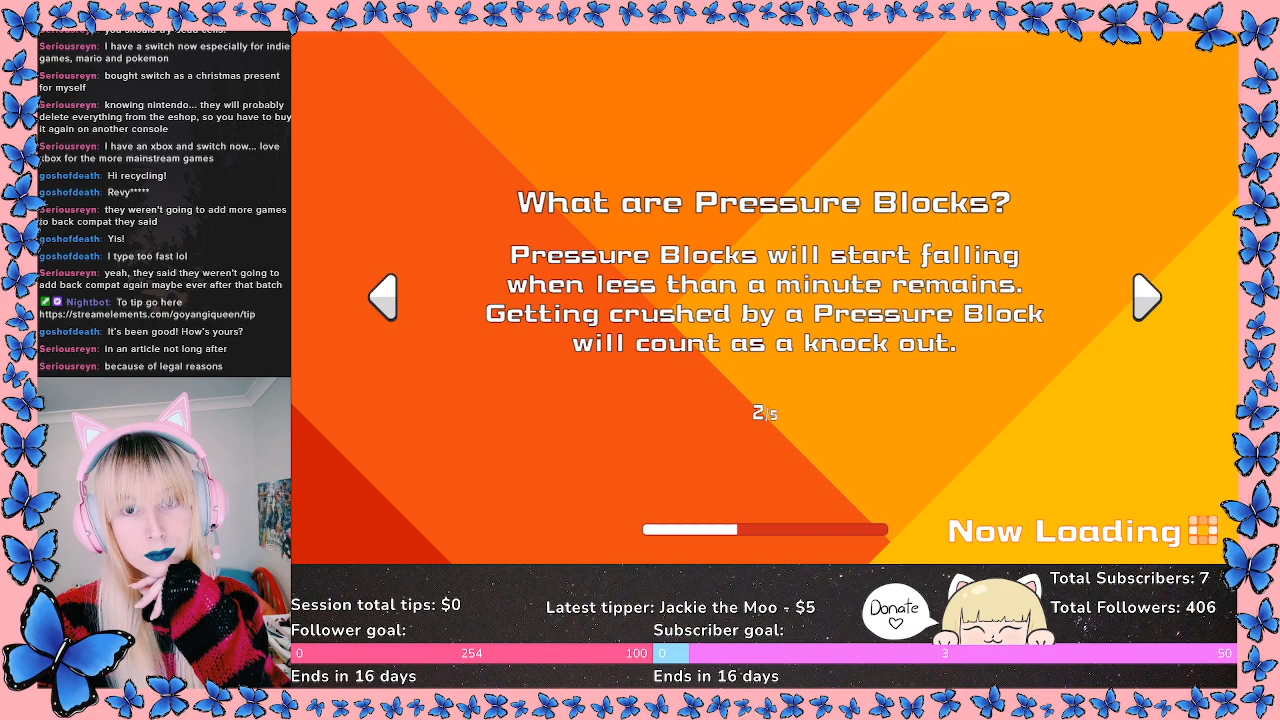 you should try dead cells!
Seriousreyn: I have a switch now especially for indie
games, mario and pokemon
Seriousreyn: bought switch as a christmas present
for myself
Seriousreyn: knowing nintendo... they will probably
delete everything from the eshop, so you have to buy
it again on another console
Seriousreyn: I have an xbox and switch now... love
xbox for the more mainstream games
goshofdeath: Hi recycling!
goshofdeath: Revy*****
Seriousreyn: they weren't going to add more games
to back compat they said
goshofdeath: Yis!
goshofdeath: I type too fast lol
Seriousreyn: yeah, they said they weren't going to
add back compat again maybe ever after that batch
Nightbot: To tip go here
https://streamelements.com/goyangiqueen/tip
goshofdeath: It's been good! How's yours?
Seriousreyn: in an article not long after
Seriousreyn: because of legal reasons
What are Pressure Blocks?
Pressure Blocks will start falling
when less than a minute remains.
Getting crushed by a Pressure Block
will count as a knock out.
2/5
Now Loading
Session total tips: $0
Latest tipper: Jackie the Moo - $5
Donate
Total Subscribers: 7
Total Followers: 406
Follower goal:
Subscriber goal:
0 254 100
0 3 50
Ends in 16 days
Ends in 16 days